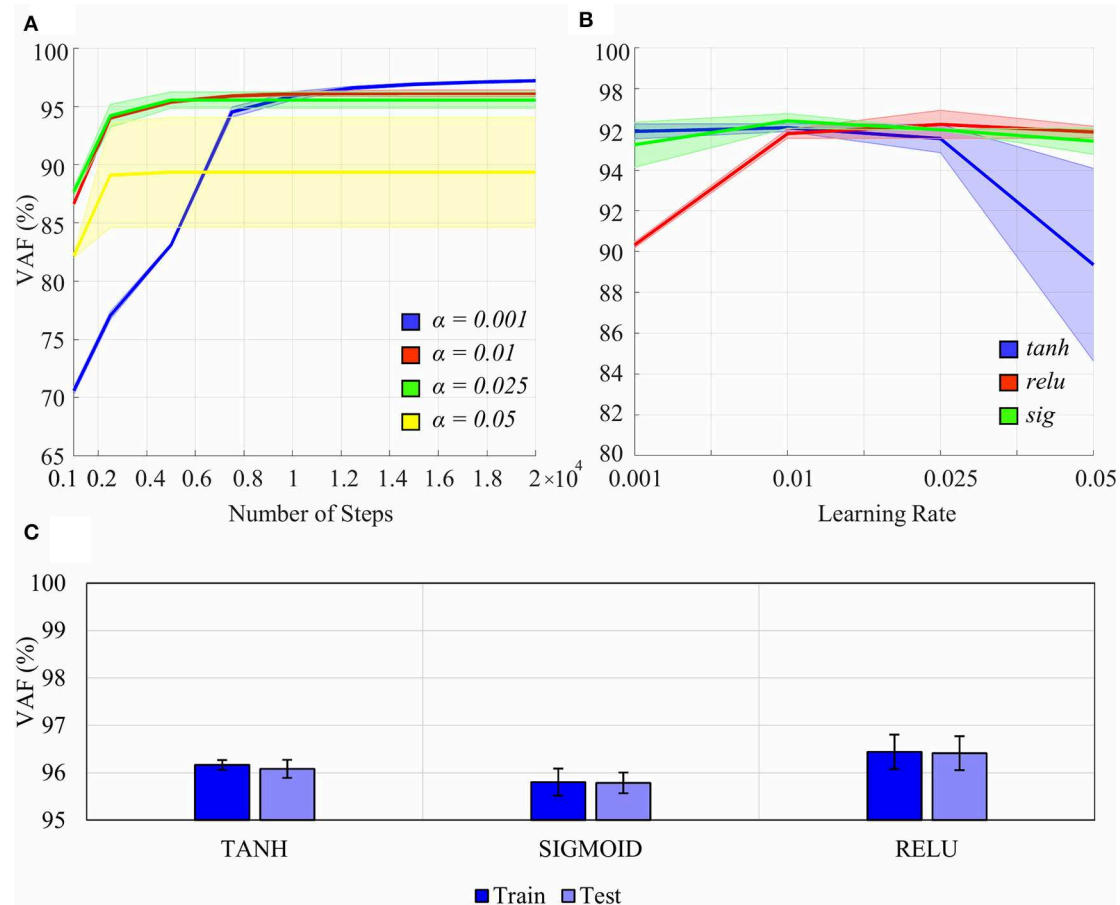 A
VAF (%)
100
95
90
85
80
75
70
65
0.1 0.2 0.4 0.6 0.8 1 1.2 1.4 1.6 1.8 2 ×10⁴
Number of Steps
α = 0.001
α = 0.01
α = 0.025
α = 0.05
B
100
98
92
94
92
90
88
86
84
82
80
0.001 0.01 0.025 0.05
Learning Rate
tanh
relu
sig
C
VAF (%)
100
99
98
97
96
95
TANH SIGMOID RELU
Train Test